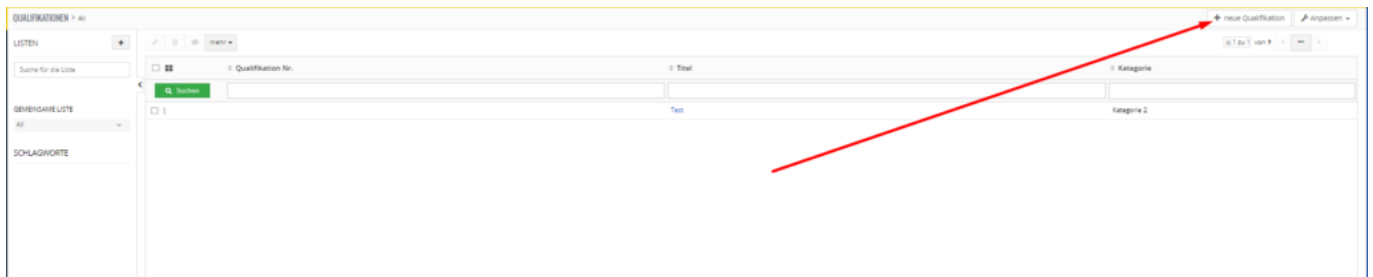 QUALIFIKATIONEN > All
+ neue Qualifikation
Anpassen
LISTEN
+
mehr
1 zu 1 von ?
Suche für die Liste
Qualifikation Nr.
Titel
Kategorie
Suchen
GEMEINSAME LISTE
All
Test
Kategorie 2
SCHLAGWORTE